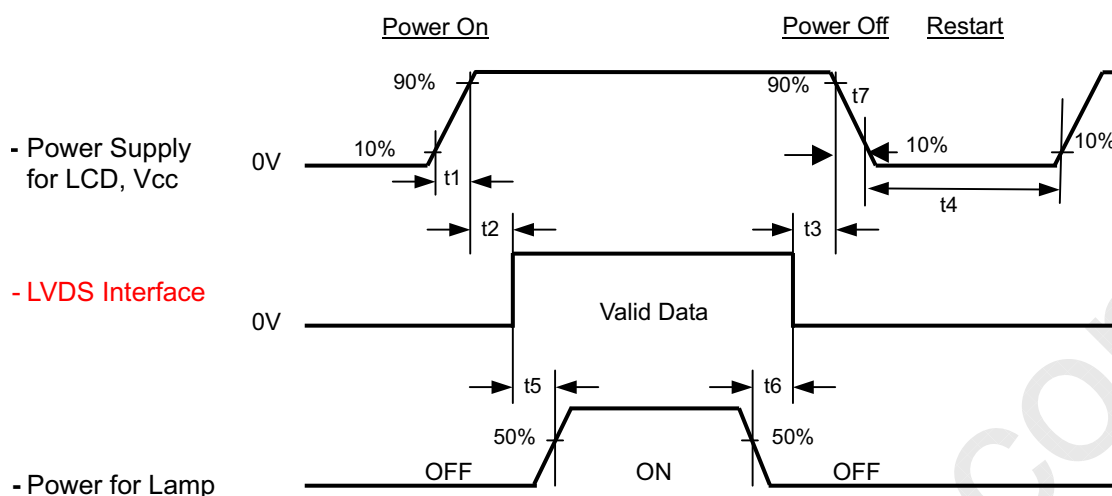 Power On
Power Off
Restart
90%
90%
t7
- Power Supply
for LCD, Vcc
0V
10%
10%
10%
t1
t4
t2
t3
- LVDS Interface
0V
Valid Data
t5
t6
50%
50%
- Power for Lamp
OFF
ON
OFF
com